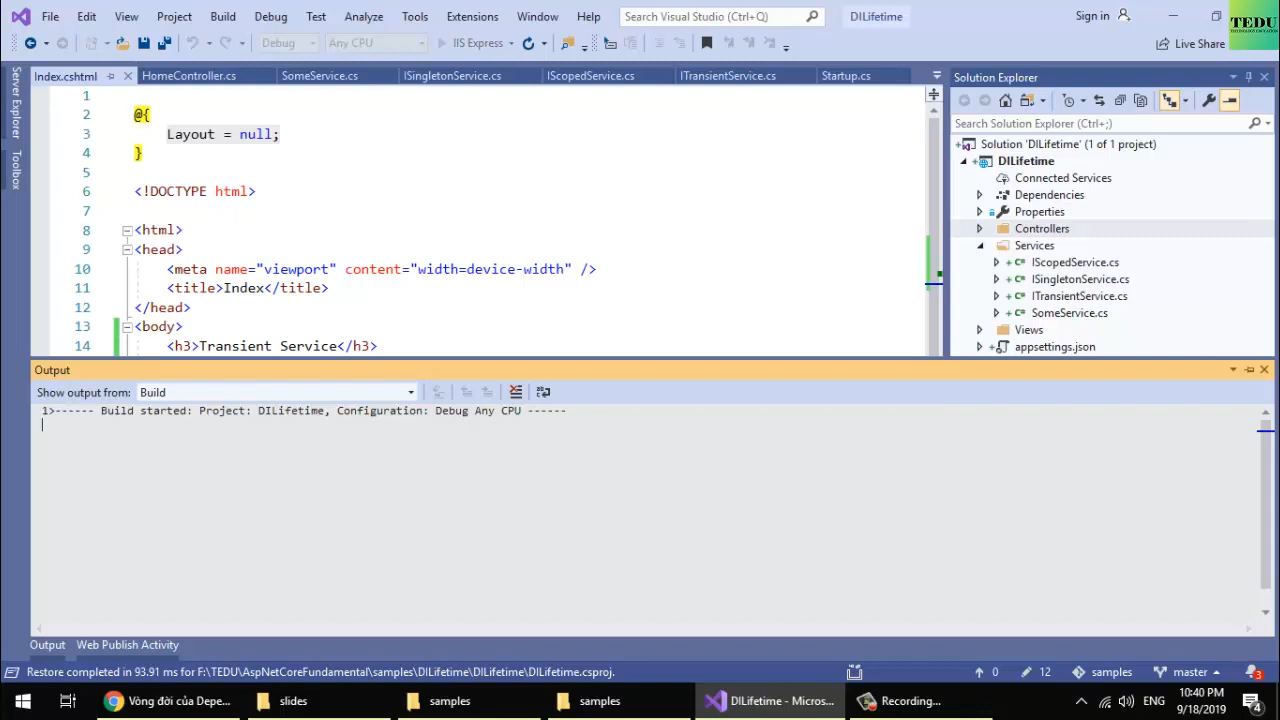 File Edit View Project Build Debug Test Analyze Tools Extensions Window Help Search Visual Studio (Ctrl+Q) DILifetime Sign in
TEDU
Debug Any CPU IIS Express Live Share
Index.cshtml HomeController.cs SomeService.cs ISingletonService.cs IScopedService.cs ITransientService.cs Startup.cs
Server Explorer
Toolbox
1
2 @{
3 Layout = null;
4 }
5
6 <!DOCTYPE html>
7
8 <html>
9 <head>
10 <meta name="viewport" content="width=device-width" />
11 <title>Index</title>
12 </head>
13 <body>
14 <h3>Transient Service</h3>
Solution Explorer
Search Solution Explorer (Ctrl+;)
Solution 'DILifetime' (1 of 1 project)
DILifetime
Connected Services
Dependencies
Properties
Controllers
Services
IScopedService.cs
ISingletonService.cs
ITransientService.cs
SomeService.cs
Views
appsettings.json
Output
Show output from: Build
1>------ Build started: Project: DILifetime, Configuration: Debug Any CPU ------
Output Web Publish Activity
Restore completed in 93.91 ms for F:\TEDU\AspNetCoreFundamental\samples\DILifetime\DILifetime\DILifetime.csproj. 0 12 samples master 3
Vòng đời của Depe... slides samples samples DILifetime - Micros... Recording... ENG 10:40 PM
9/18/2019 4